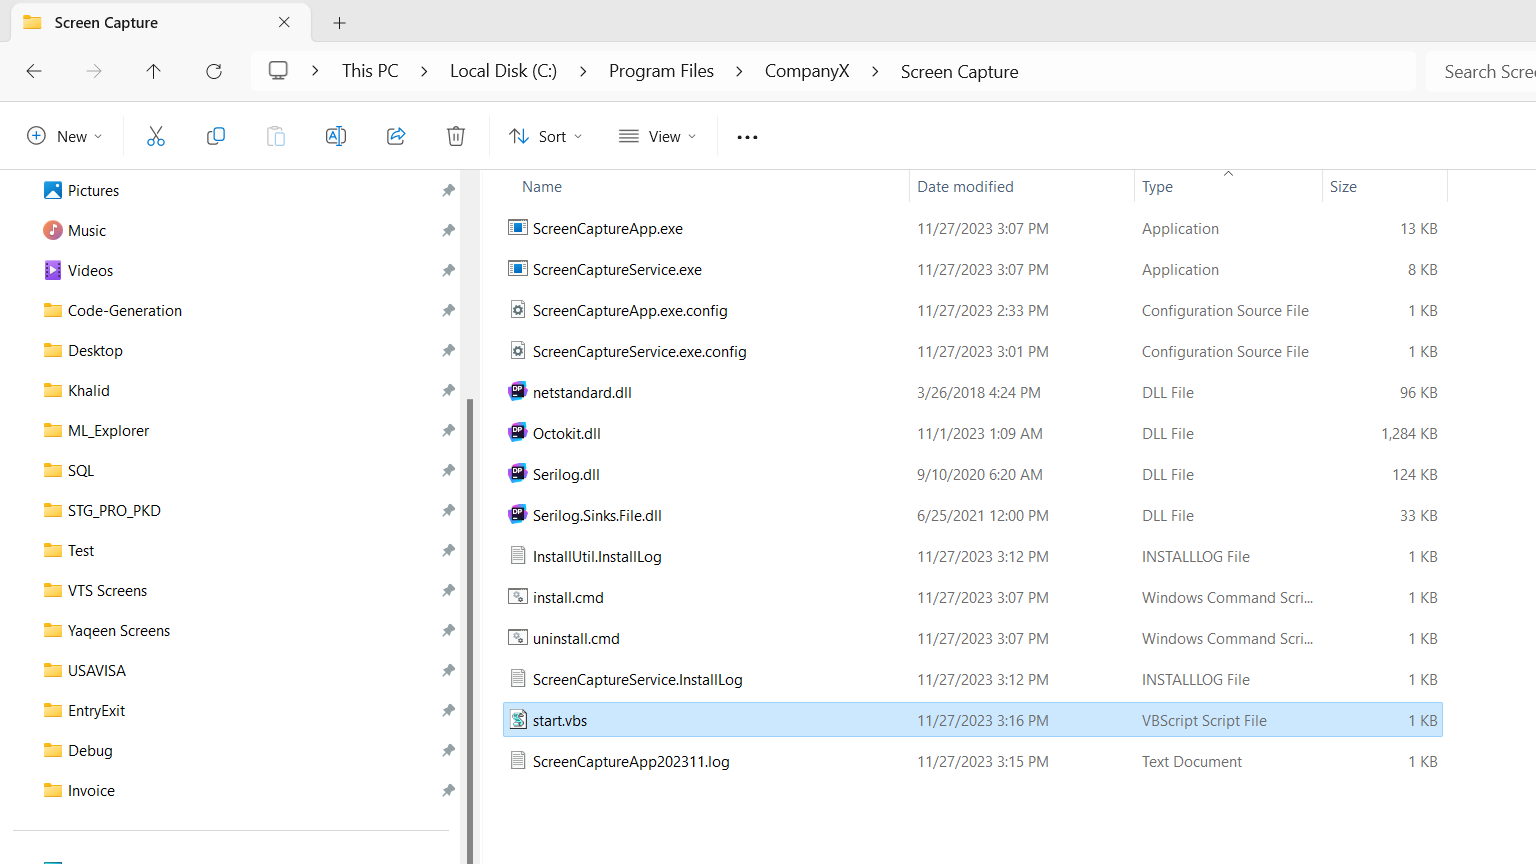 Screen Capture
This PC > Local Disk (C:) > Program Files > CompanyX > Screen Capture
Search Scre
New
Sort
View
Pictures
Music
Videos
Code-Generation
Desktop
Khalid
ML_Explorer
SQL
STG_PRO_PKD
Test
VTS Screens
Yaqeen Screens
USAVISA
EntryExit
Debug
Invoice
Name Date modified Type Size
ScreenCaptureApp.exe 11/27/2023 3:07 PM Application 13 KB
ScreenCaptureService.exe 11/27/2023 3:07 PM Application 8 KB
ScreenCaptureApp.exe.config 11/27/2023 2:33 PM Configuration Source File 1 KB
ScreenCaptureService.exe.config 11/27/2023 3:01 PM Configuration Source File 1 KB
netstandard.dll 3/26/2018 4:24 PM DLL File 96 KB
Octokit.dll 11/1/2023 1:09 AM DLL File 1,284 KB
Serilog.dll 9/10/2020 6:20 AM DLL File 124 KB
Serilog.Sinks.File.dll 6/25/2021 12:00 PM DLL File 33 KB
InstallUtil.InstallLog 11/27/2023 3:12 PM INSTALLLOG File 1 KB
install.cmd 11/27/2023 3:07 PM Windows Command Scri... 1 KB
uninstall.cmd 11/27/2023 3:07 PM Windows Command Scri... 1 KB
ScreenCaptureService.InstallLog 11/27/2023 3:12 PM INSTALLLOG File 1 KB
start.vbs 11/27/2023 3:16 PM VBScript Script File 1 KB
ScreenCaptureApp202311.log 11/27/2023 3:15 PM Text Document 1 KB